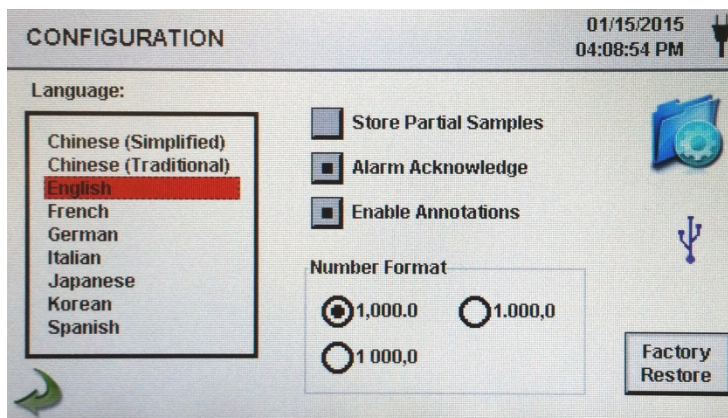 CONFIGURATION
01/15/2015
04:08:54 PM
Language:
Chinese (Simplified)
Chinese (Traditional)
English
French
German
Italian
Japanese
Korean
Spanish
Store Partial Samples
Alarm Acknowledge
Enable Annotations
Number Format
1,000.0
1.000,0
1 000,0
Factory
Restore